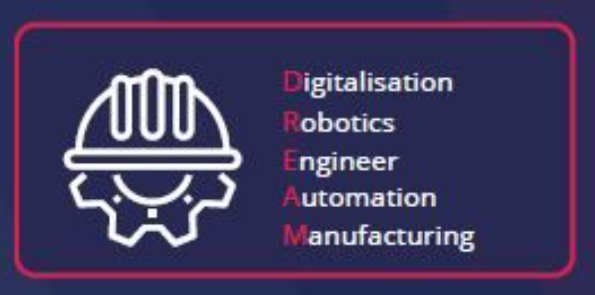 Digitalisation
Robotics
Engineer
Automation
Manufacturing